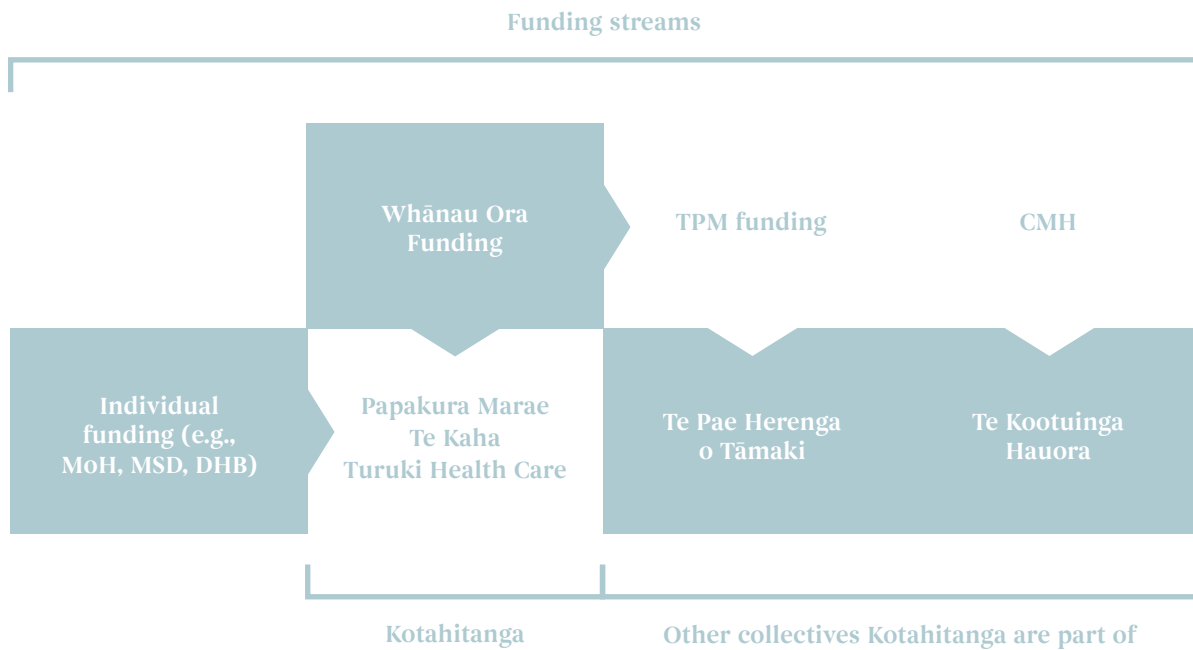 Funding streams
Whānau Ora
Funding
TPM funding
CMH
Individual
funding (e.g.,
MoH, MSD, DHB)
Papakura Marae
Te Kaha
Turuki Health Care
Te Pae Herenga
o Tāmaki
Te Kootuinga
Hauora
Kotahitanga
Other collectives Kotahitanga are part of